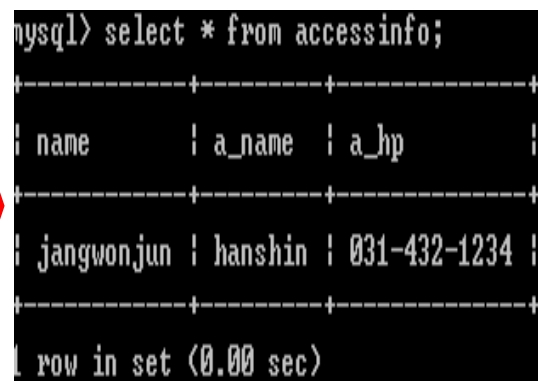 mysql> select * from accessinfo;
+------------+---------+--------------+
| name | a_name | a_hp |
+------------+---------+--------------+
| jangwonjun | hanshin | 031-432-1234 |
+------------+---------+--------------+
1 row in set (0.00 sec)